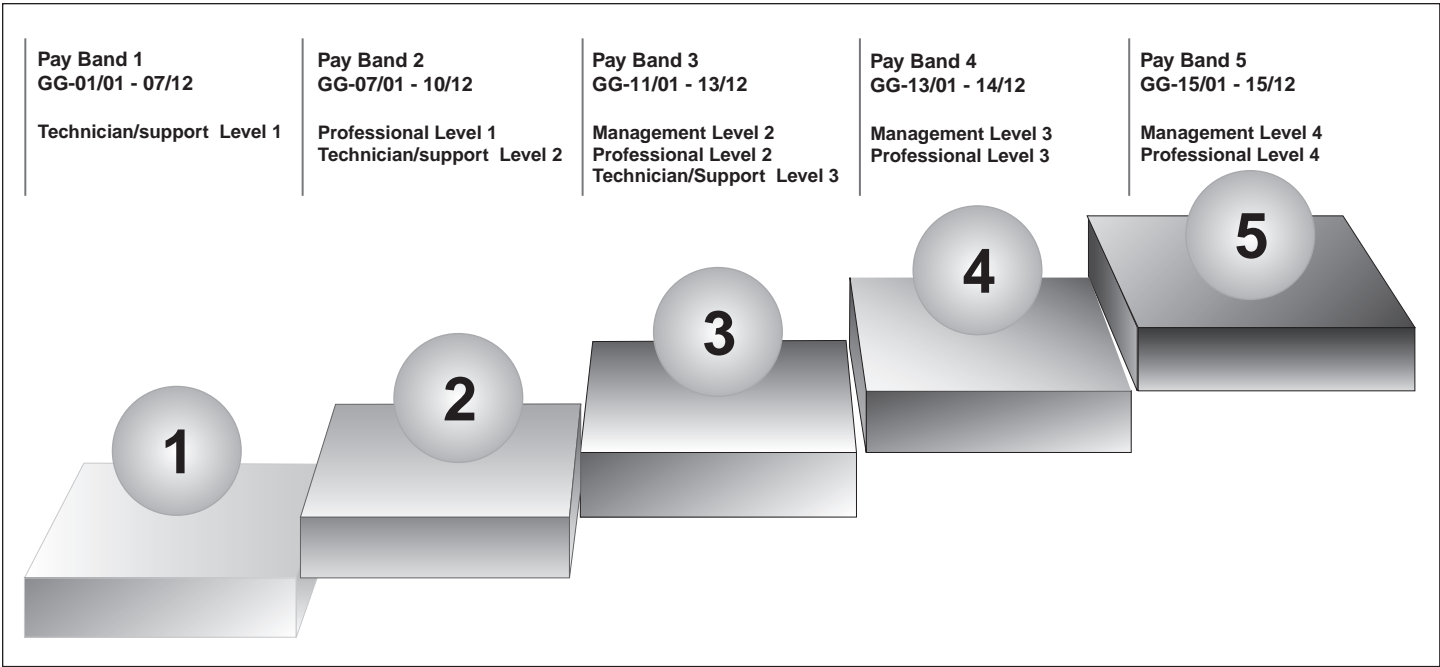 Pay Band 1
GG-01/01 - 07/12
Technician/support Level 1
Pay Band 2
GG-07/01 - 10/12
Professional Level 1
Technician/support Level 2
Pay Band 3
GG-11/01 - 13/12
Management Level 2
Professional Level 2
Technician/Support Level 3
Pay Band 4
GG-13/01 - 14/12
Management Level 3
Professional Level 3
Pay Band 5
GG-15/01 - 15/12
Management Level 4
Professional Level 4
1
2
3
4
5